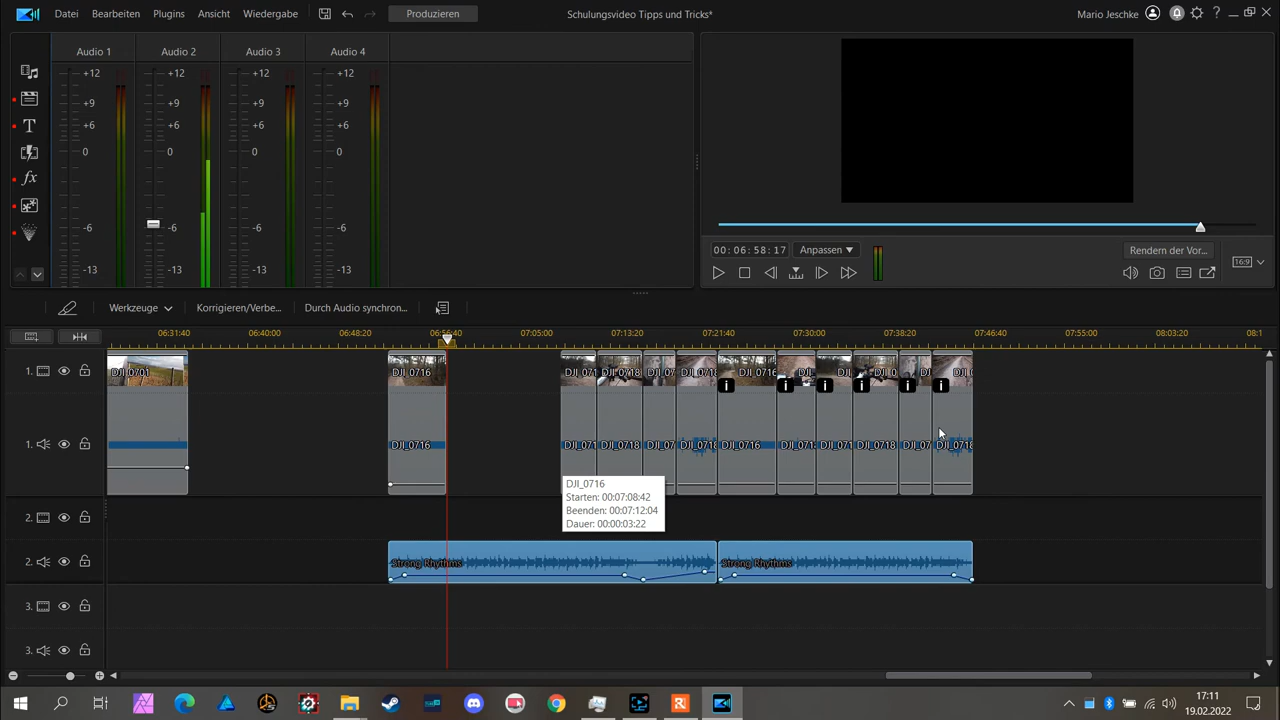 Datei Bearbeiten Plugins Ansicht Wiedergabe Produzieren Schulungsvideo Tipps und Tricks* Mario Jeschke ?
Audio 1 Audio 2 Audio 3 Audio 4
+12 +12 +12 +12
+9 +9 +9 +9
+6 +6 +6 +6
0 0 0 0
-6 -6 -6 -6
-13 -13 -13 -13
T
fx
00:06:58:17 Anpassen Rendern der Vor...
16:9
Werkzeuge Korrigieren/Verbe... Durch Audio synchron...
06:31:40 06:40:00 06:48:20 06:56:40 07:05:00 07:13:20 07:21:40 07:30:00 07:38:20 07:46:40 07:55:00 08:03:20 08:1
1. DJI_0701 DJI_0716 DJI_071 DJI_0718 DJI_07 DJI_0718 DJI_0716
i i i i i i
1. DJI_0716 DJI_071 DJI_0718 DJI_07 DJI_0718 DJI_0716 DJI_071 DJI_07 DJI_0718 DJI_07 DJI_0718
DJI_0716
Starten: 00:07:08:42
Beenden: 00:07:12:04
Dauer: 00:00:03:22
2.
2. Strong Rhythms Strong Rhythms
3.
3.
17:11
19.02.2022